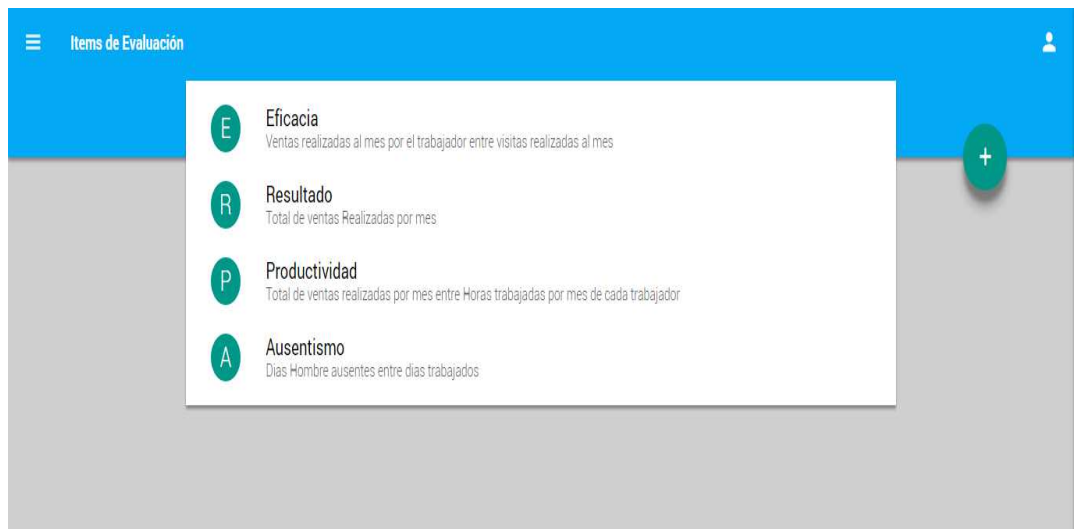 Items de Evaluación
E
Eficacia
Ventas realizadas al mes por el trabajador entre visitas realizadas al mes
+
R
Resultado
Total de ventas Realizadas por mes
P
Productividad
Total de ventas realizadas por mes entre Horas trabajadas por mes de cada trabajador
A
Ausentismo
Dias Hombre ausentes entre dias trabajados